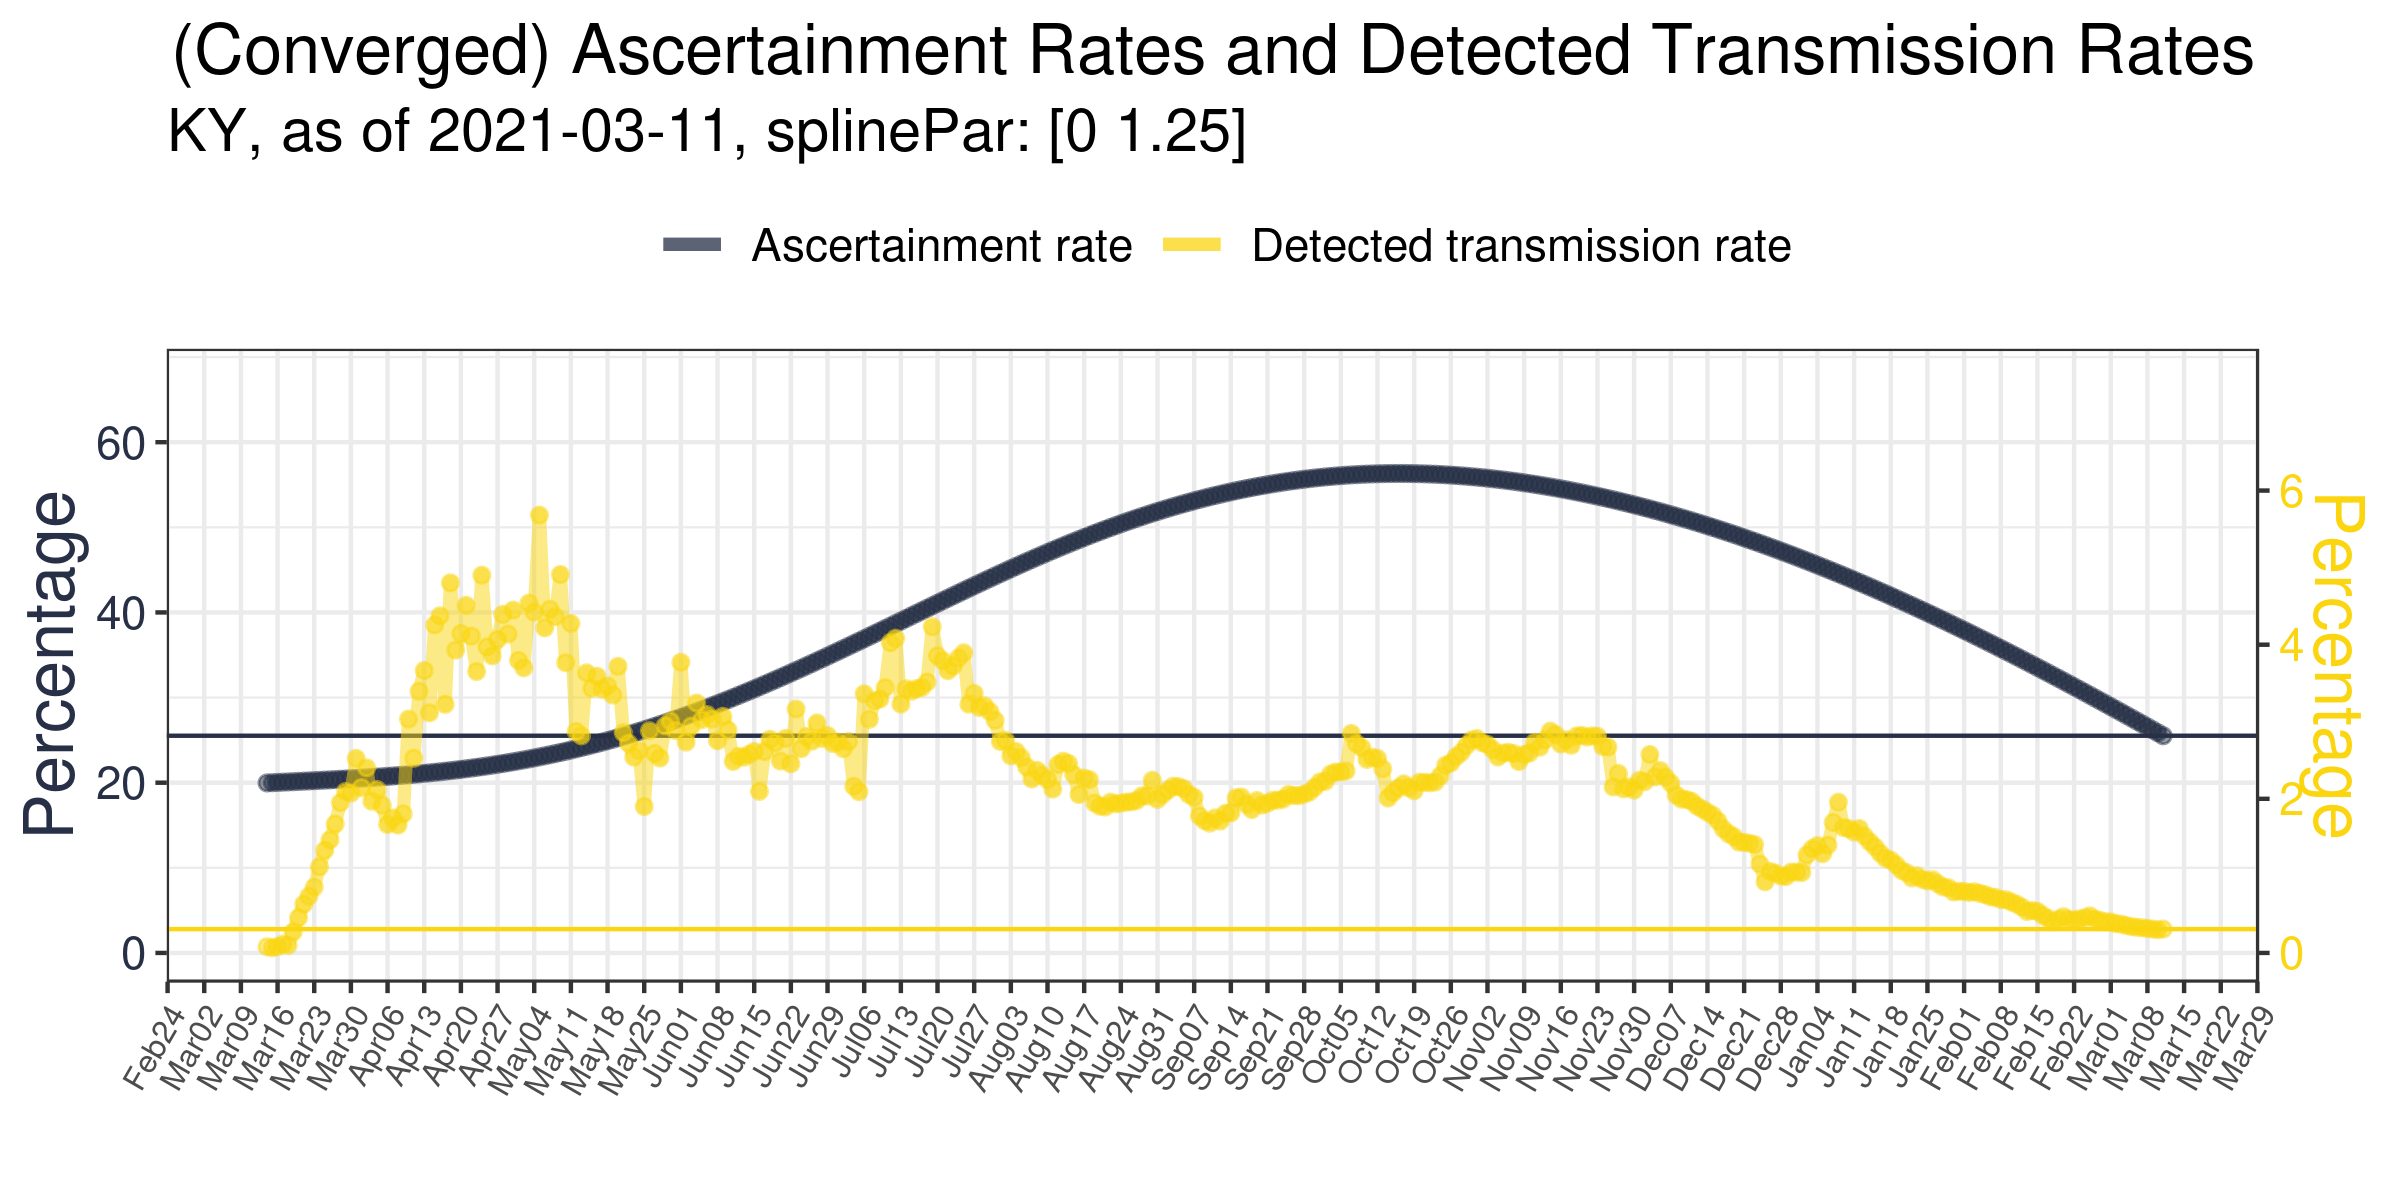 (Converged) Ascertainment Rates and Detected Transmission Rates
KY, as of 2021-03-11, splinePar: [0 1.25]
Ascertainment rate
Detected transmission rate
Percentage
60
40
20
0
6
4
2
0
Percentage
Feb24
Mar02
Mar09
Mar16
Mar23
Mar30
Apr06
Apr13
Apr20
Apr27
May04
May11
May18
May25
Jun01
Jun08
Jun15
Jun22
Jun29
Jul06
Jul13
Jul20
Jul27
Aug03
Aug10
Aug17
Aug24
Aug31
Sep07
Sep14
Sep21
Sep28
Oct05
Oct12
Oct19
Oct26
Nov02
Nov09
Nov16
Nov23
Nov30
Dec07
Dec14
Dec21
Dec28
Jan04
Jan11
Jan18
Jan25
Feb01
Feb08
Feb15
Feb22
Mar01
Mar08
Mar15
Mar22
Mar29